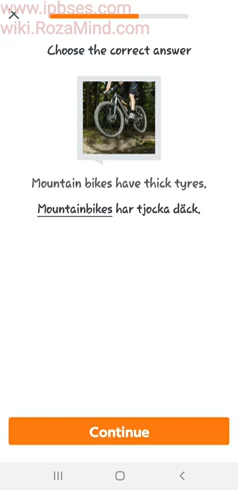 www.ipbses.com
wiki.RozaMind.com
Choose the correct answer
Mountain bikes have thick tyres.
Mountainbikes har tjocka däck.
Continue